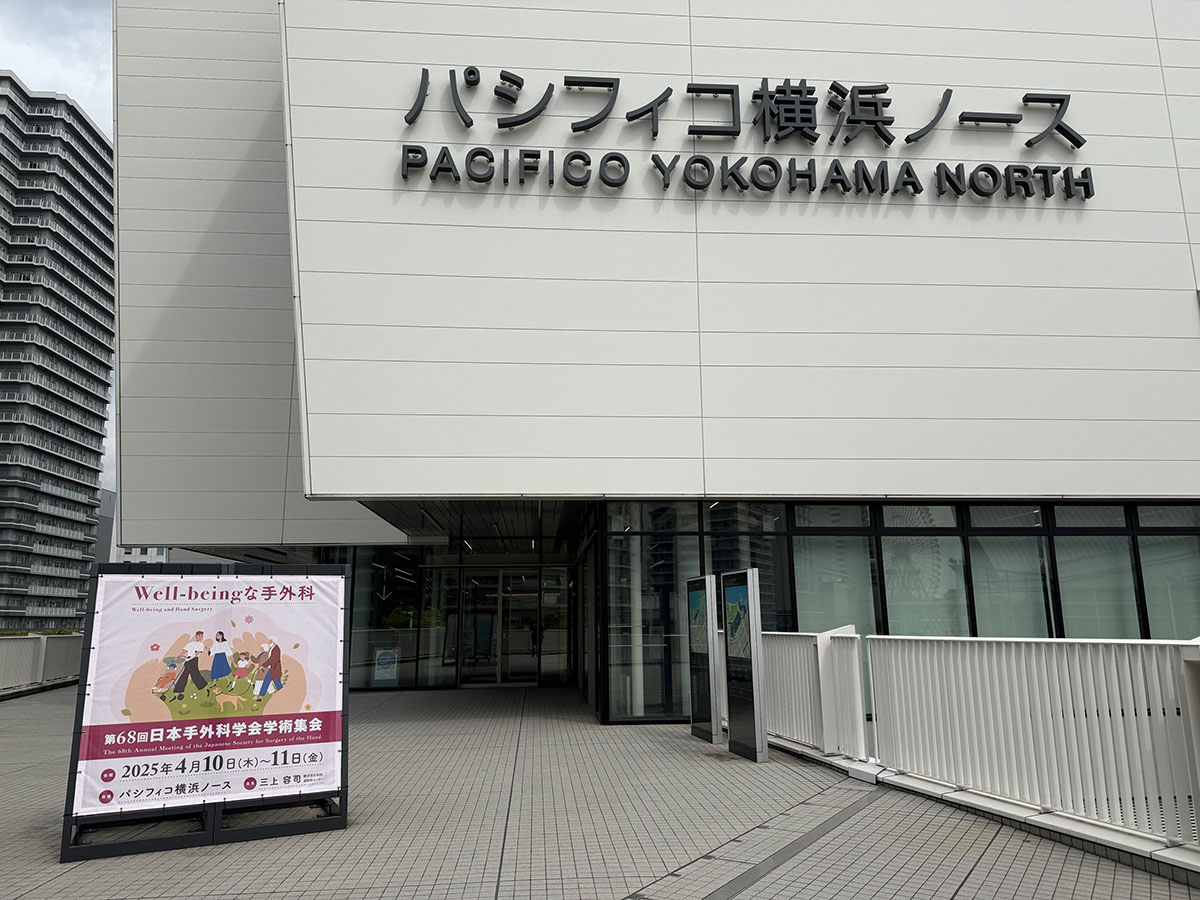 パシフィコ横浜ノース
PACIFICO YOKOHAMA NORTH
Well-beingな手外科
Well-being and Hand Surgery
第68回日本手外科学会学術集会
The 68th Annual Meeting of the Japanese Society for Surgery of the Hand
2025年4月10日(木)~11日(金)
パシフィコ横浜ノース 会長 三上 容司